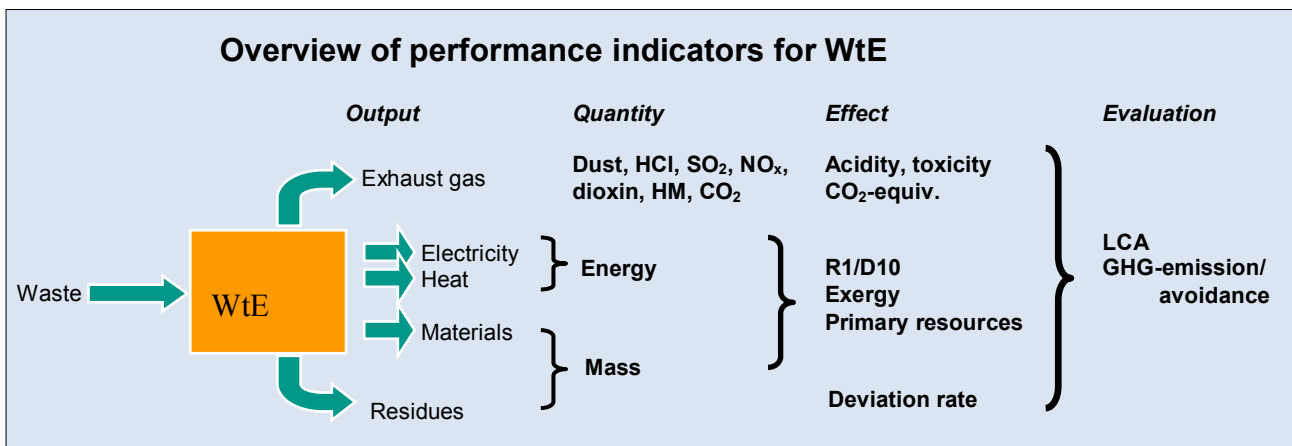 Overview of performance indicators for WtE
Output Quantity Effect Evaluation
Exhaust gas
Dust, HCl, SO₂, NOₓ,
dioxin, HM, CO₂
Acidity, toxicity
CO₂-equiv.
Waste
WtE
Electricity
Heat
Energy
Materials
Residues
Mass
R1/D10
Exergy
Primary resources
Deviation rate
LCA
GHG-emission/
avoidance